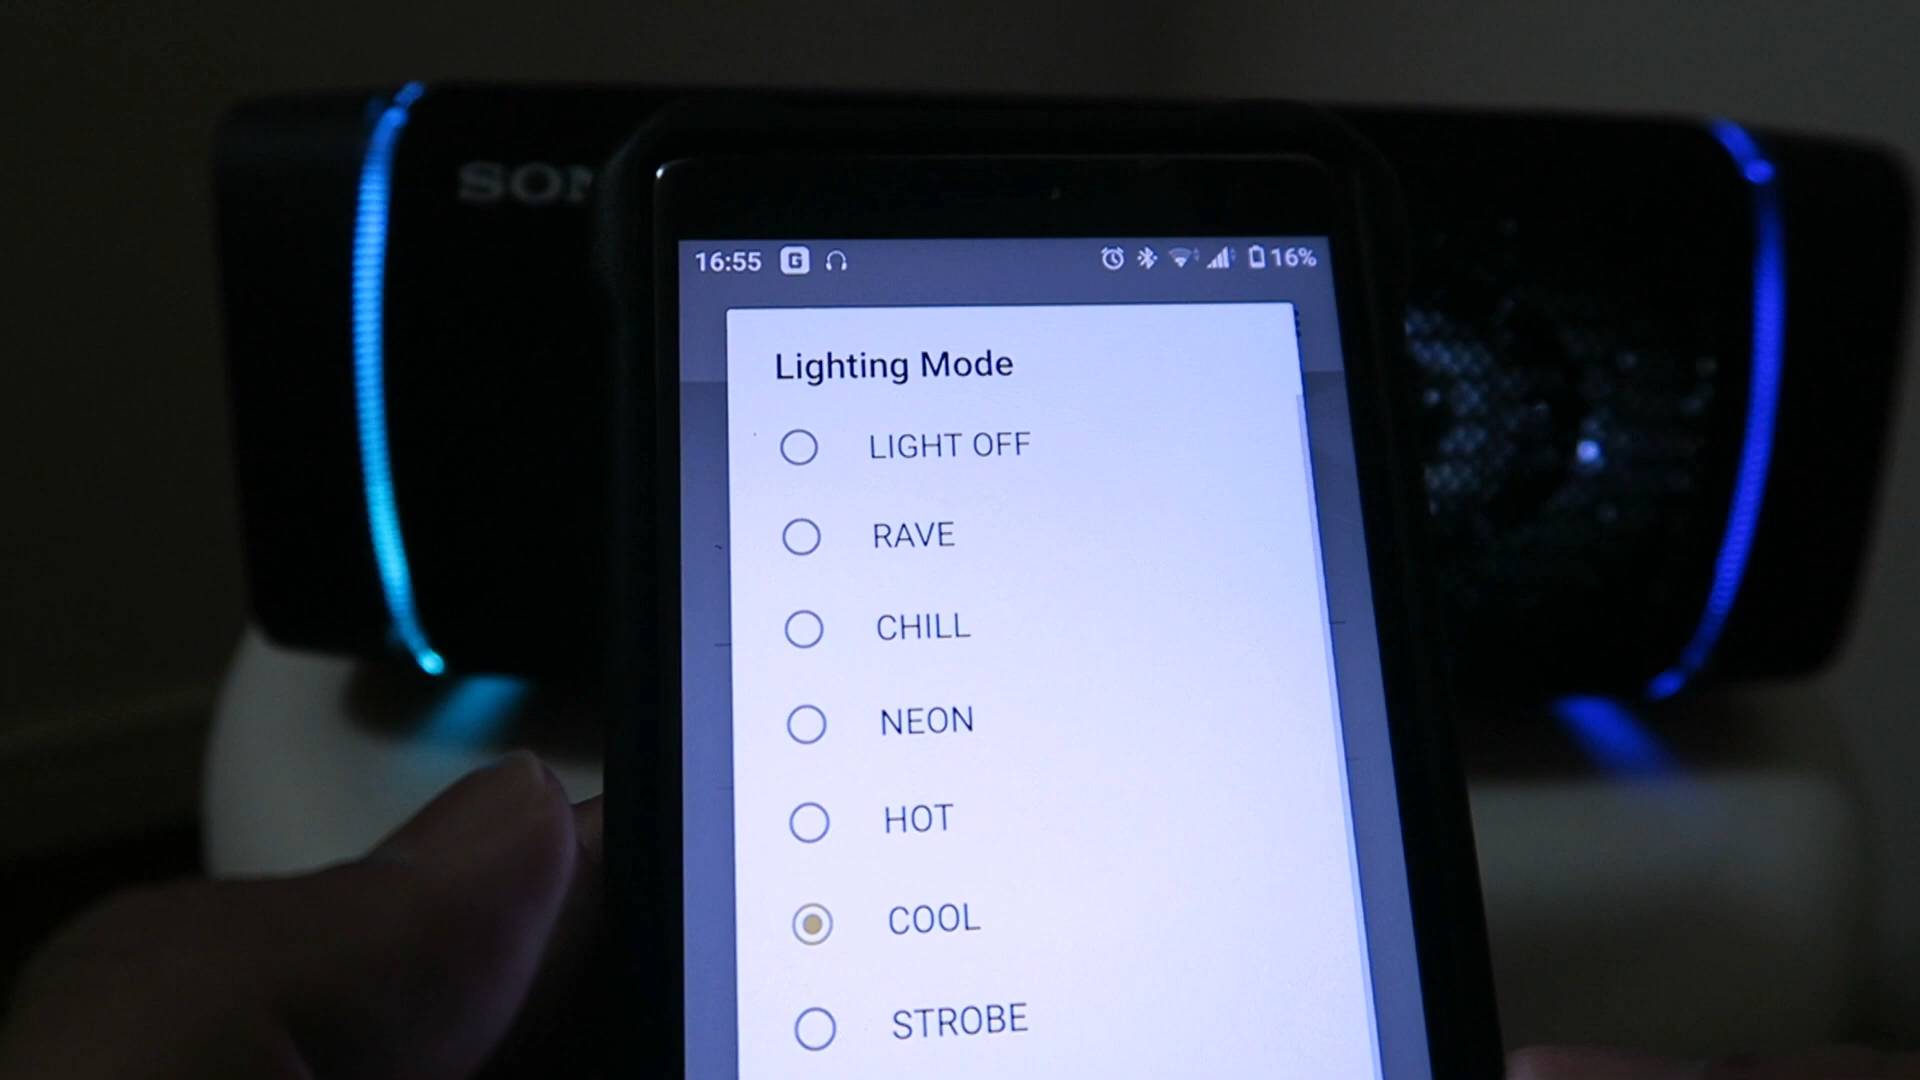 SON
16:55 G 16%
Lighting Mode
LIGHT OFF
RAVE
CHILL
NEON
HOT
COOL
STROBE